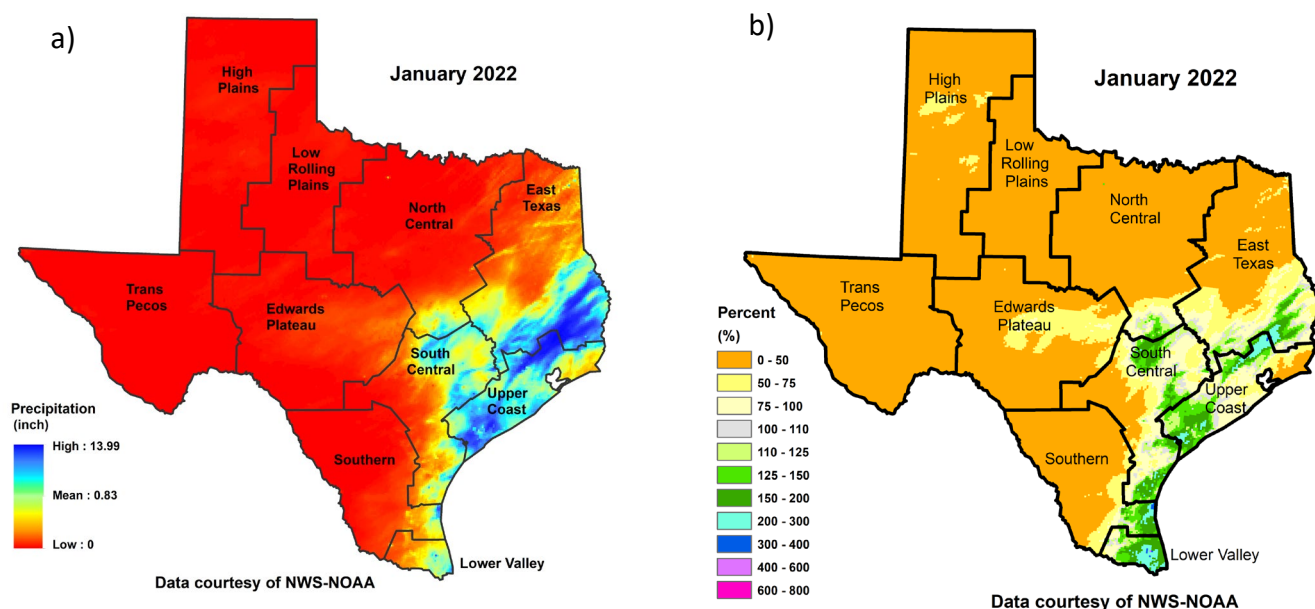 a)
January 2022
High
Plains
Low
Rolling
Plains
North
Central
East
Texas
Trans
Pecos
Edwards
Plateau
South
Central
Upper
Coast
Southern
Lower Valley
Precipitation
(inch)
High : 13.99
Mean : 0.83
Low : 0
Data courtesy of NWS-NOAA
b)
January 2022
High
Plains
Low
Rolling
Plains
North
Central
East
Texas
Trans
Pecos
Edwards
Plateau
South
Central
Upper
Coast
Southern
Lower Valley
Percent
(%)
0 - 50
50 - 75
75 - 100
100 - 110
110 - 125
125 - 150
150 - 200
200 - 300
300 - 400
400 - 600
600 - 800
Data courtesy of NWS-NOAA